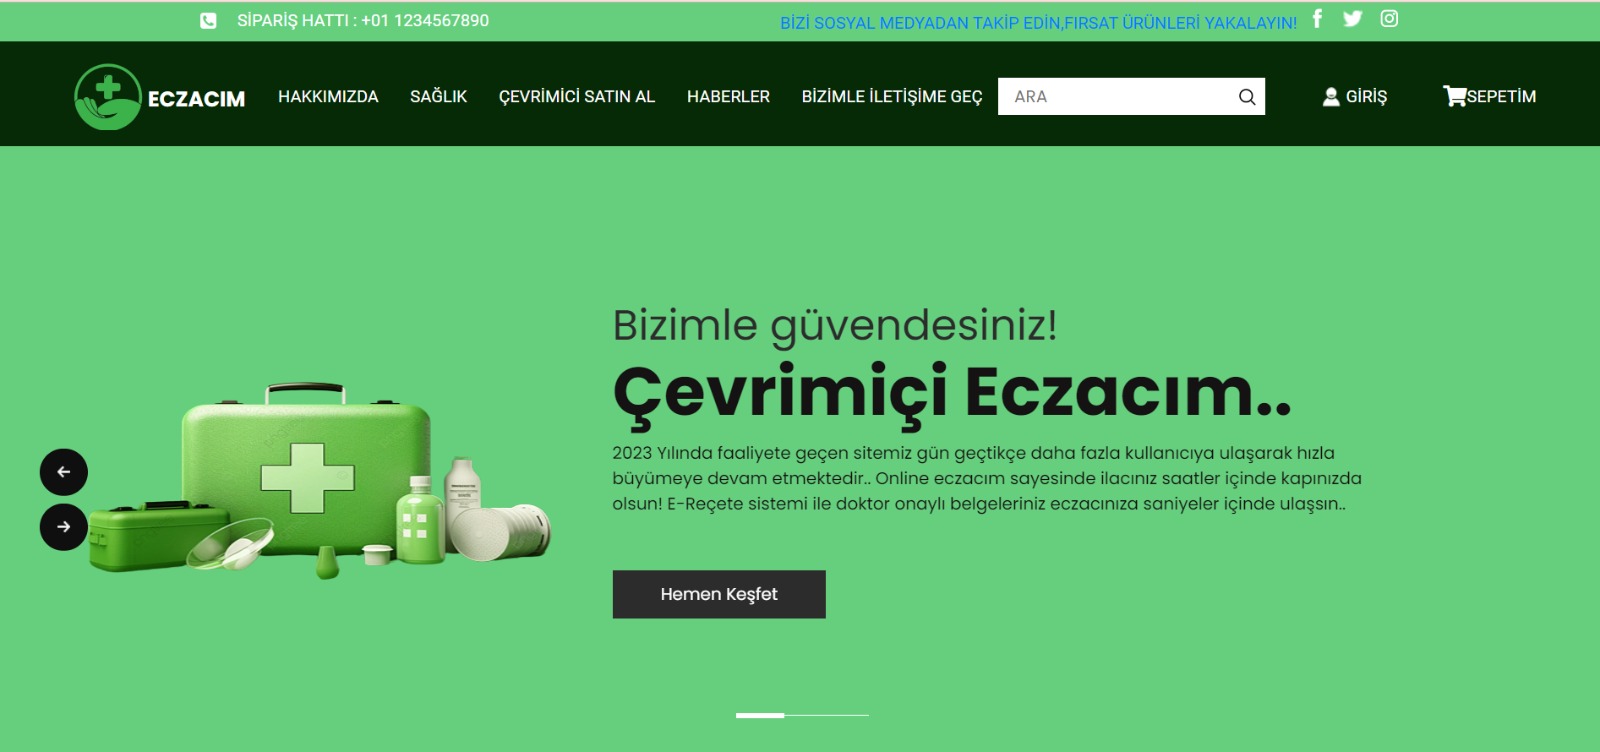 SİPARİŞ HATTI : +01 1234567890
BİZİ SOSYAL MEDYADAN TAKİP EDİN,FIRSAT ÜRÜNLERİ YAKALAYIN!
ECZACIM
HAKKIMIZDA
SAĞLIK
ÇEVRİMİCİ SATIN AL
HABERLER
BİZİMLE İLETİŞİME GEÇ
ARA
GİRİŞ
SEPETİM
Bizimle güvendesiniz!
Çevrimiçi Eczacım..
2023 Yılında faaliyete geçen sitemiz gün geçtikçe daha fazla kullanıcıya ulaşarak hızla
büyümeye devam etmektedir.. Online eczacım sayesinde ilacınız saatler içinde kapınızda
olsun! E-Reçete sistemi ile doktor onaylı belgeleriniz eczacınıza saniyeler içinde ulaşsın..
Hemen Keşfet